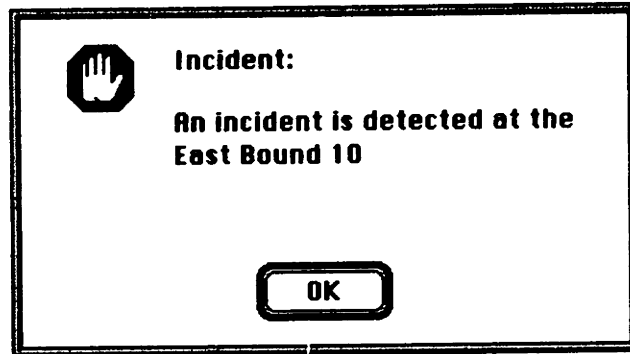 Incident:
An incident is detected at the
East Bound 10
OK